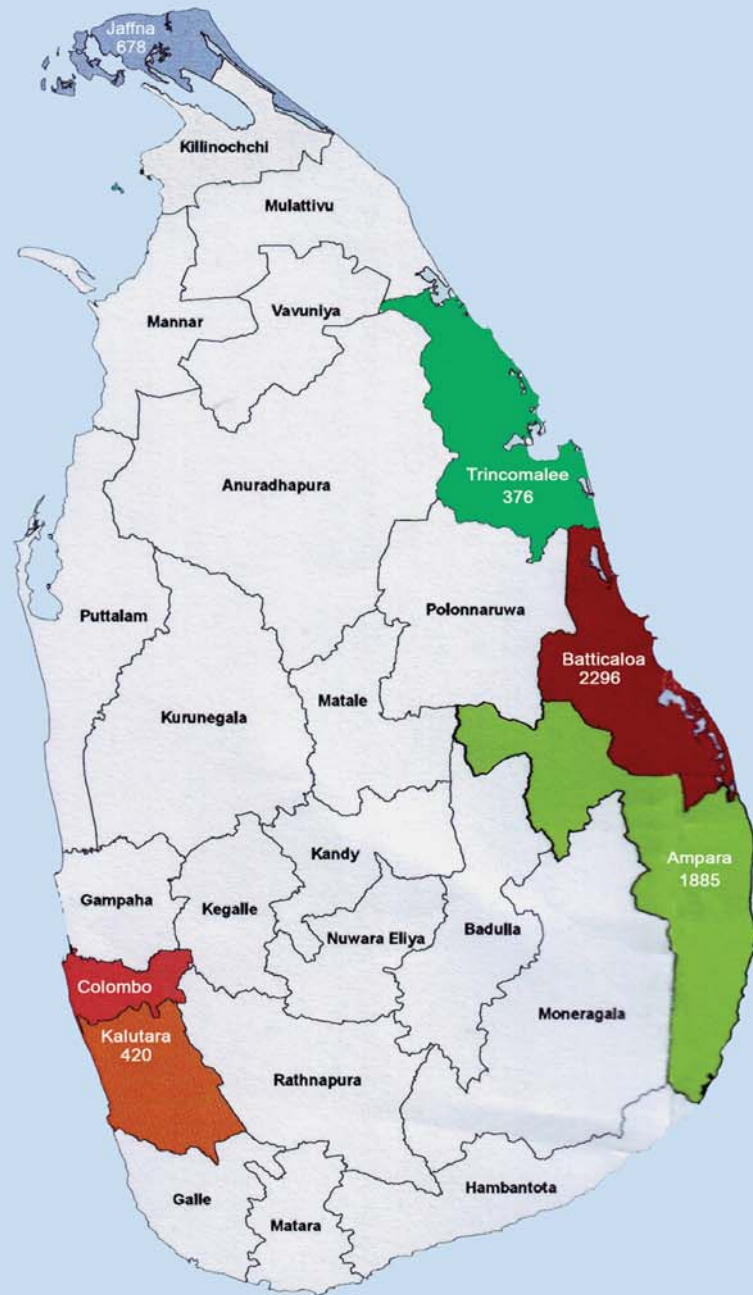 Jaffna
678
Killinochchi
Mulattivu
Vavuniya
Mannar
Trincomalee
376
Anuradhapura
Polonnaruwa
Puttalam
Batticaloa
2296
Matale
Kurunegala
Kandy
Ampara
1885
Gampaha
Kegalle
Nuwara Eliya
Badulla
Colombo
Moneragala
Kalutara
420
Rathnapura
Hambantota
Galle
Matara